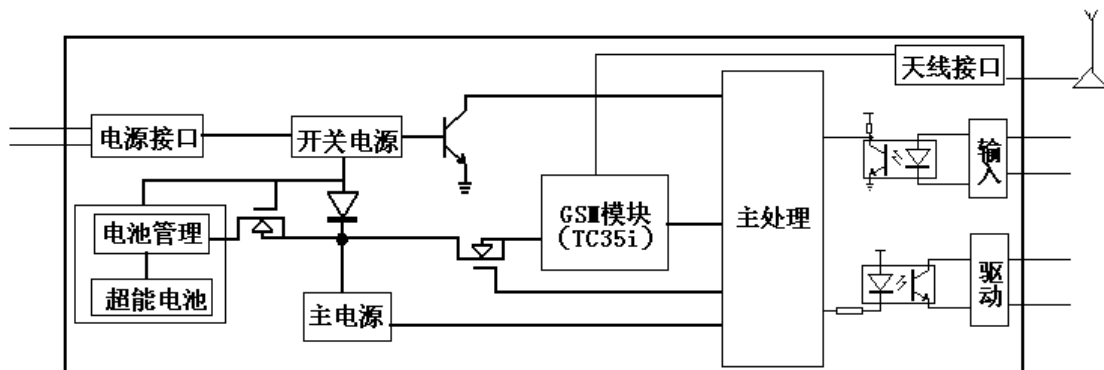 天线接口
电源接口
开关电源
输入
GSM模块
(TC35i)
主处理
电池管理
超能电池
主电源
驱动